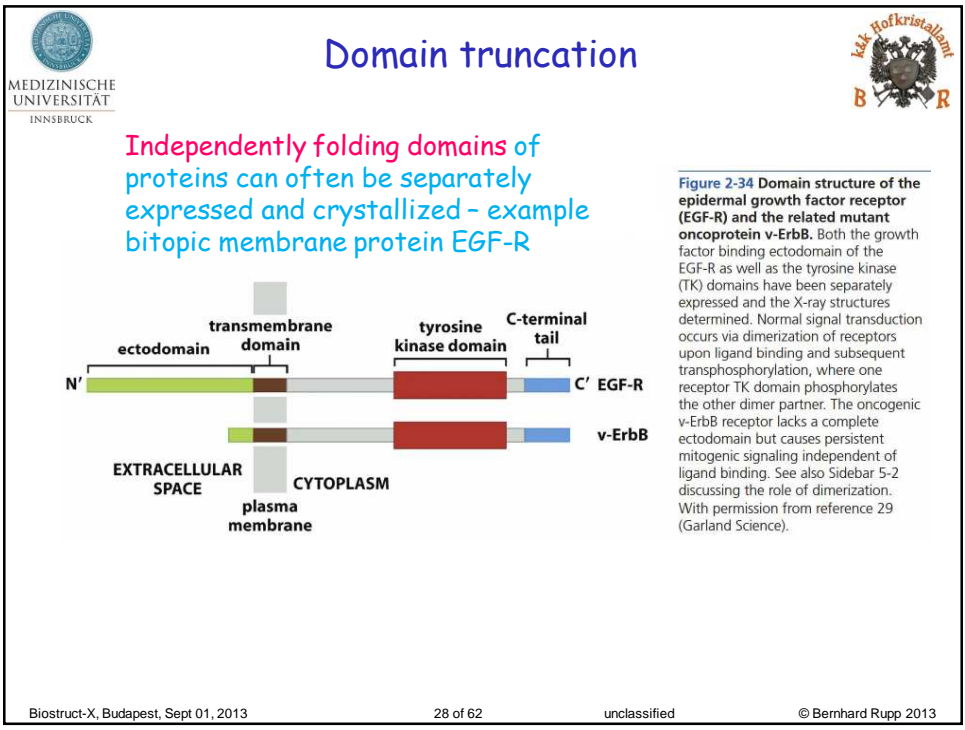 MEDIZINISCHE
UNIVERSITÄT
INNSBRUCK
Domain truncation
k&k Hofkristallamt
B R
Independently folding domains of
proteins can often be separately
expressed and crystallized – example
bitopic membrane protein EGF-R
Figure 2-34 Domain structure of the
epidermal growth factor receptor
(EGF-R) and the related mutant
oncoprotein v-ErbB. Both the growth
factor binding ectodomain of the
EGF-R as well as the tyrosine kinase
(TK) domains have been separately
expressed and the X-ray structures
determined. Normal signal transduction
occurs via dimerization of receptors
upon ligand binding and subsequent
transphosphorylation, where one
receptor TK domain phosphorylates
the other dimer partner. The oncogenic
v-ErbB receptor lacks a complete
ectodomain but causes persistent
mitogenic signaling independent of
ligand binding. See also Sidebar 5-2
discussing the role of dimerization.
With permission from reference 29
(Garland Science).
ectodomain
transmembrane
domain
tyrosine
kinase domain
C-terminal
tail
N′
C′ EGF-R
v-ErbB
EXTRACELLULAR
SPACE
CYTOPLASM
plasma
membrane
Biostruct-X, Budapest, Sept 01, 2013
28 of 62
unclassified
© Bernhard Rupp 2013